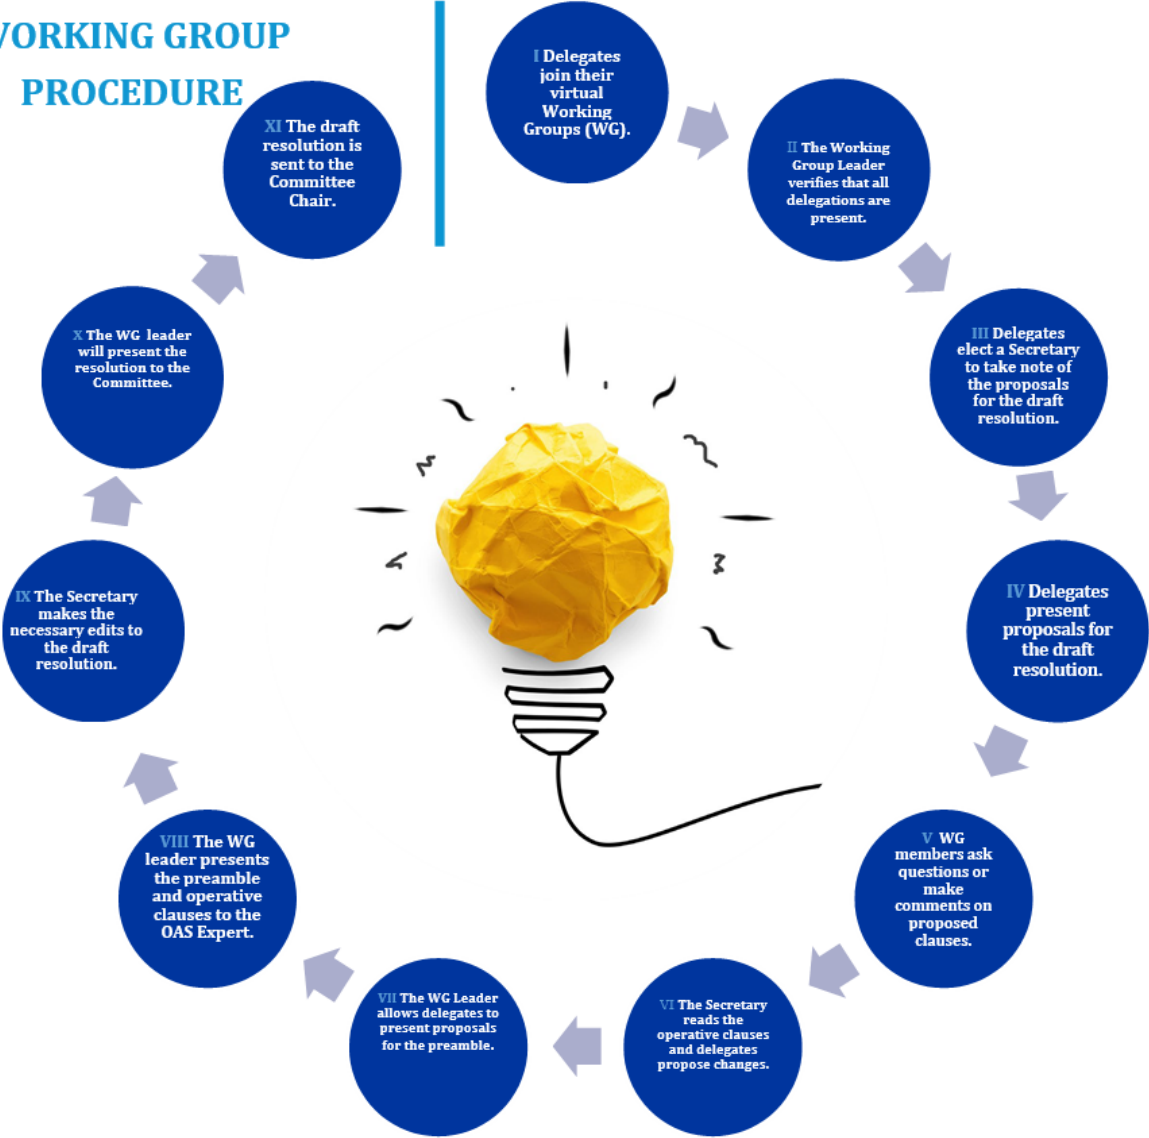 WORKING GROUP
PROCEDURE
I Delegates
join their
virtual
Working
Groups (WG).
II The Working
Group Leader
verifies that all
delegations are
present.
III Delegates
elect a Secretary
to take note of
the proposals
for the draft
resolution.
IV Delegates
present
proposals for
the draft
resolution.
V WG
members ask
questions or
make
comments on
proposed
clauses.
VI The Secretary
reads the
operative clauses
and delegates
propose changes.
VII The WG Leader
allows delegates to
present proposals
for the preamble.
VIII The WG
leader presents
the preamble
and operative
clauses to the
OAS Expert.
IX The Secretary
makes the
necessary edits to
the draft
resolution.
X The WG leader
will present the
resolution to the
Committee.
XI The draft
resolution is
sent to the
Committee
Chair.